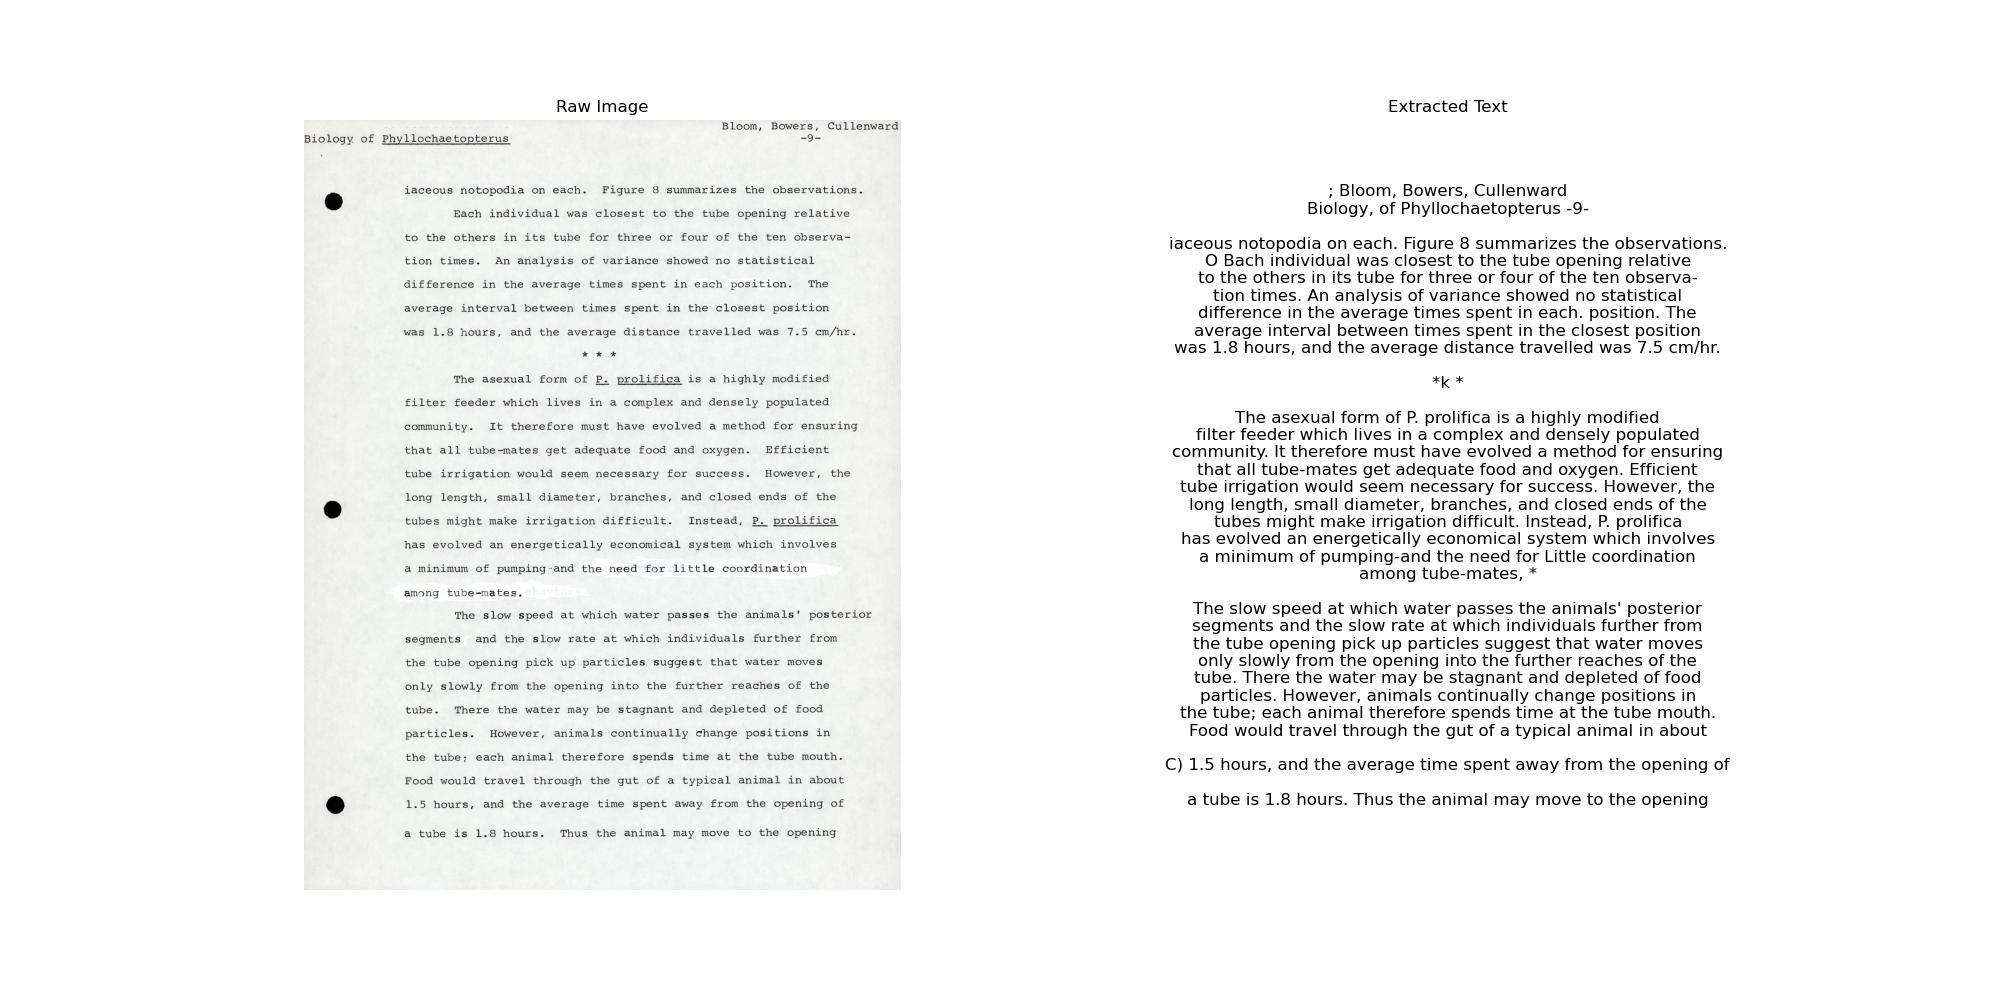 Raw Image
Bloom, Bowers, Cullenward
Biology of Phyllochaetopterus -9-
iaceous notopodia on each. Figure 8 summarizes the observations.
Each individual was closest to the tube opening relative
to the others in its tube for three or four of the ten observa-
tion times. An analysis of variance showed no statistical
difference in the average times spent in each position. The
average interval between times spent in the closest position
was 1.8 hours, and the average distance travelled was 7.5 cm/hr.
* * *
The asexual form of P. prolifica is a highly modified
filter feeder which lives in a complex and densely populated
community. It therefore must have evolved a method for ensuring
that all tube-mates get adequate food and oxygen. Efficient
tube irrigation would seem necessary for success. However, the
long length, small diameter, branches, and closed ends of the
tubes might make irrigation difficult. Instead, P. prolifica
has evolved an energetically economical system which involves
a minimum of pumping-and the need for little coordination
among tube-mates.
The slow speed at which water passes the animals' posterior
segments and the slow rate at which individuals further from
the tube opening pick up particles suggest that water moves
only slowly from the opening into the further reaches of the
tube. There the water may be stagnant and depleted of food
particles. However, animals continually change positions in
the tube; each animal therefore spends time at the tube mouth.
Food would travel through the gut of a typical animal in about
1.5 hours, and the average time spent away from the opening of
a tube is 1.8 hours. Thus the animal may move to the opening
Extracted Text
; Bloom, Bowers, Cullenward
Biology, of Phyllochaetopterus -9-
iaceous notopodia on each. Figure 8 summarizes the observations.
O Bach individual was closest to the tube opening relative
to the others in its tube for three or four of the ten observa-
tion times. An analysis of variance showed no statistical
difference in the average times spent in each. position. The
average interval between times spent in the closest position
was 1.8 hours, and the average distance travelled was 7.5 cm/hr.
*k *
The asexual form of P. prolifica is a highly modified
filter feeder which lives in a complex and densely populated
community. It therefore must have evolved a method for ensuring
that all tube-mates get adequate food and oxygen. Efficient
tube irrigation would seem necessary for success. However, the
long length, small diameter, branches, and closed ends of the
tubes might make irrigation difficult. Instead, P. prolifica
has evolved an energetically economical system which involves
a minimum of pumping-and the need for Little coordination
among tube-mates, *
The slow speed at which water passes the animals' posterior
segments and the slow rate at which individuals further from
the tube opening pick up particles suggest that water moves
only slowly from the opening into the further reaches of the
tube. There the water may be stagnant and depleted of food
particles. However, animals continually change positions in
the tube; each animal therefore spends time at the tube mouth.
Food would travel through the gut of a typical animal in about
C) 1.5 hours, and the average time spent away from the opening of
a tube is 1.8 hours. Thus the animal may move to the opening